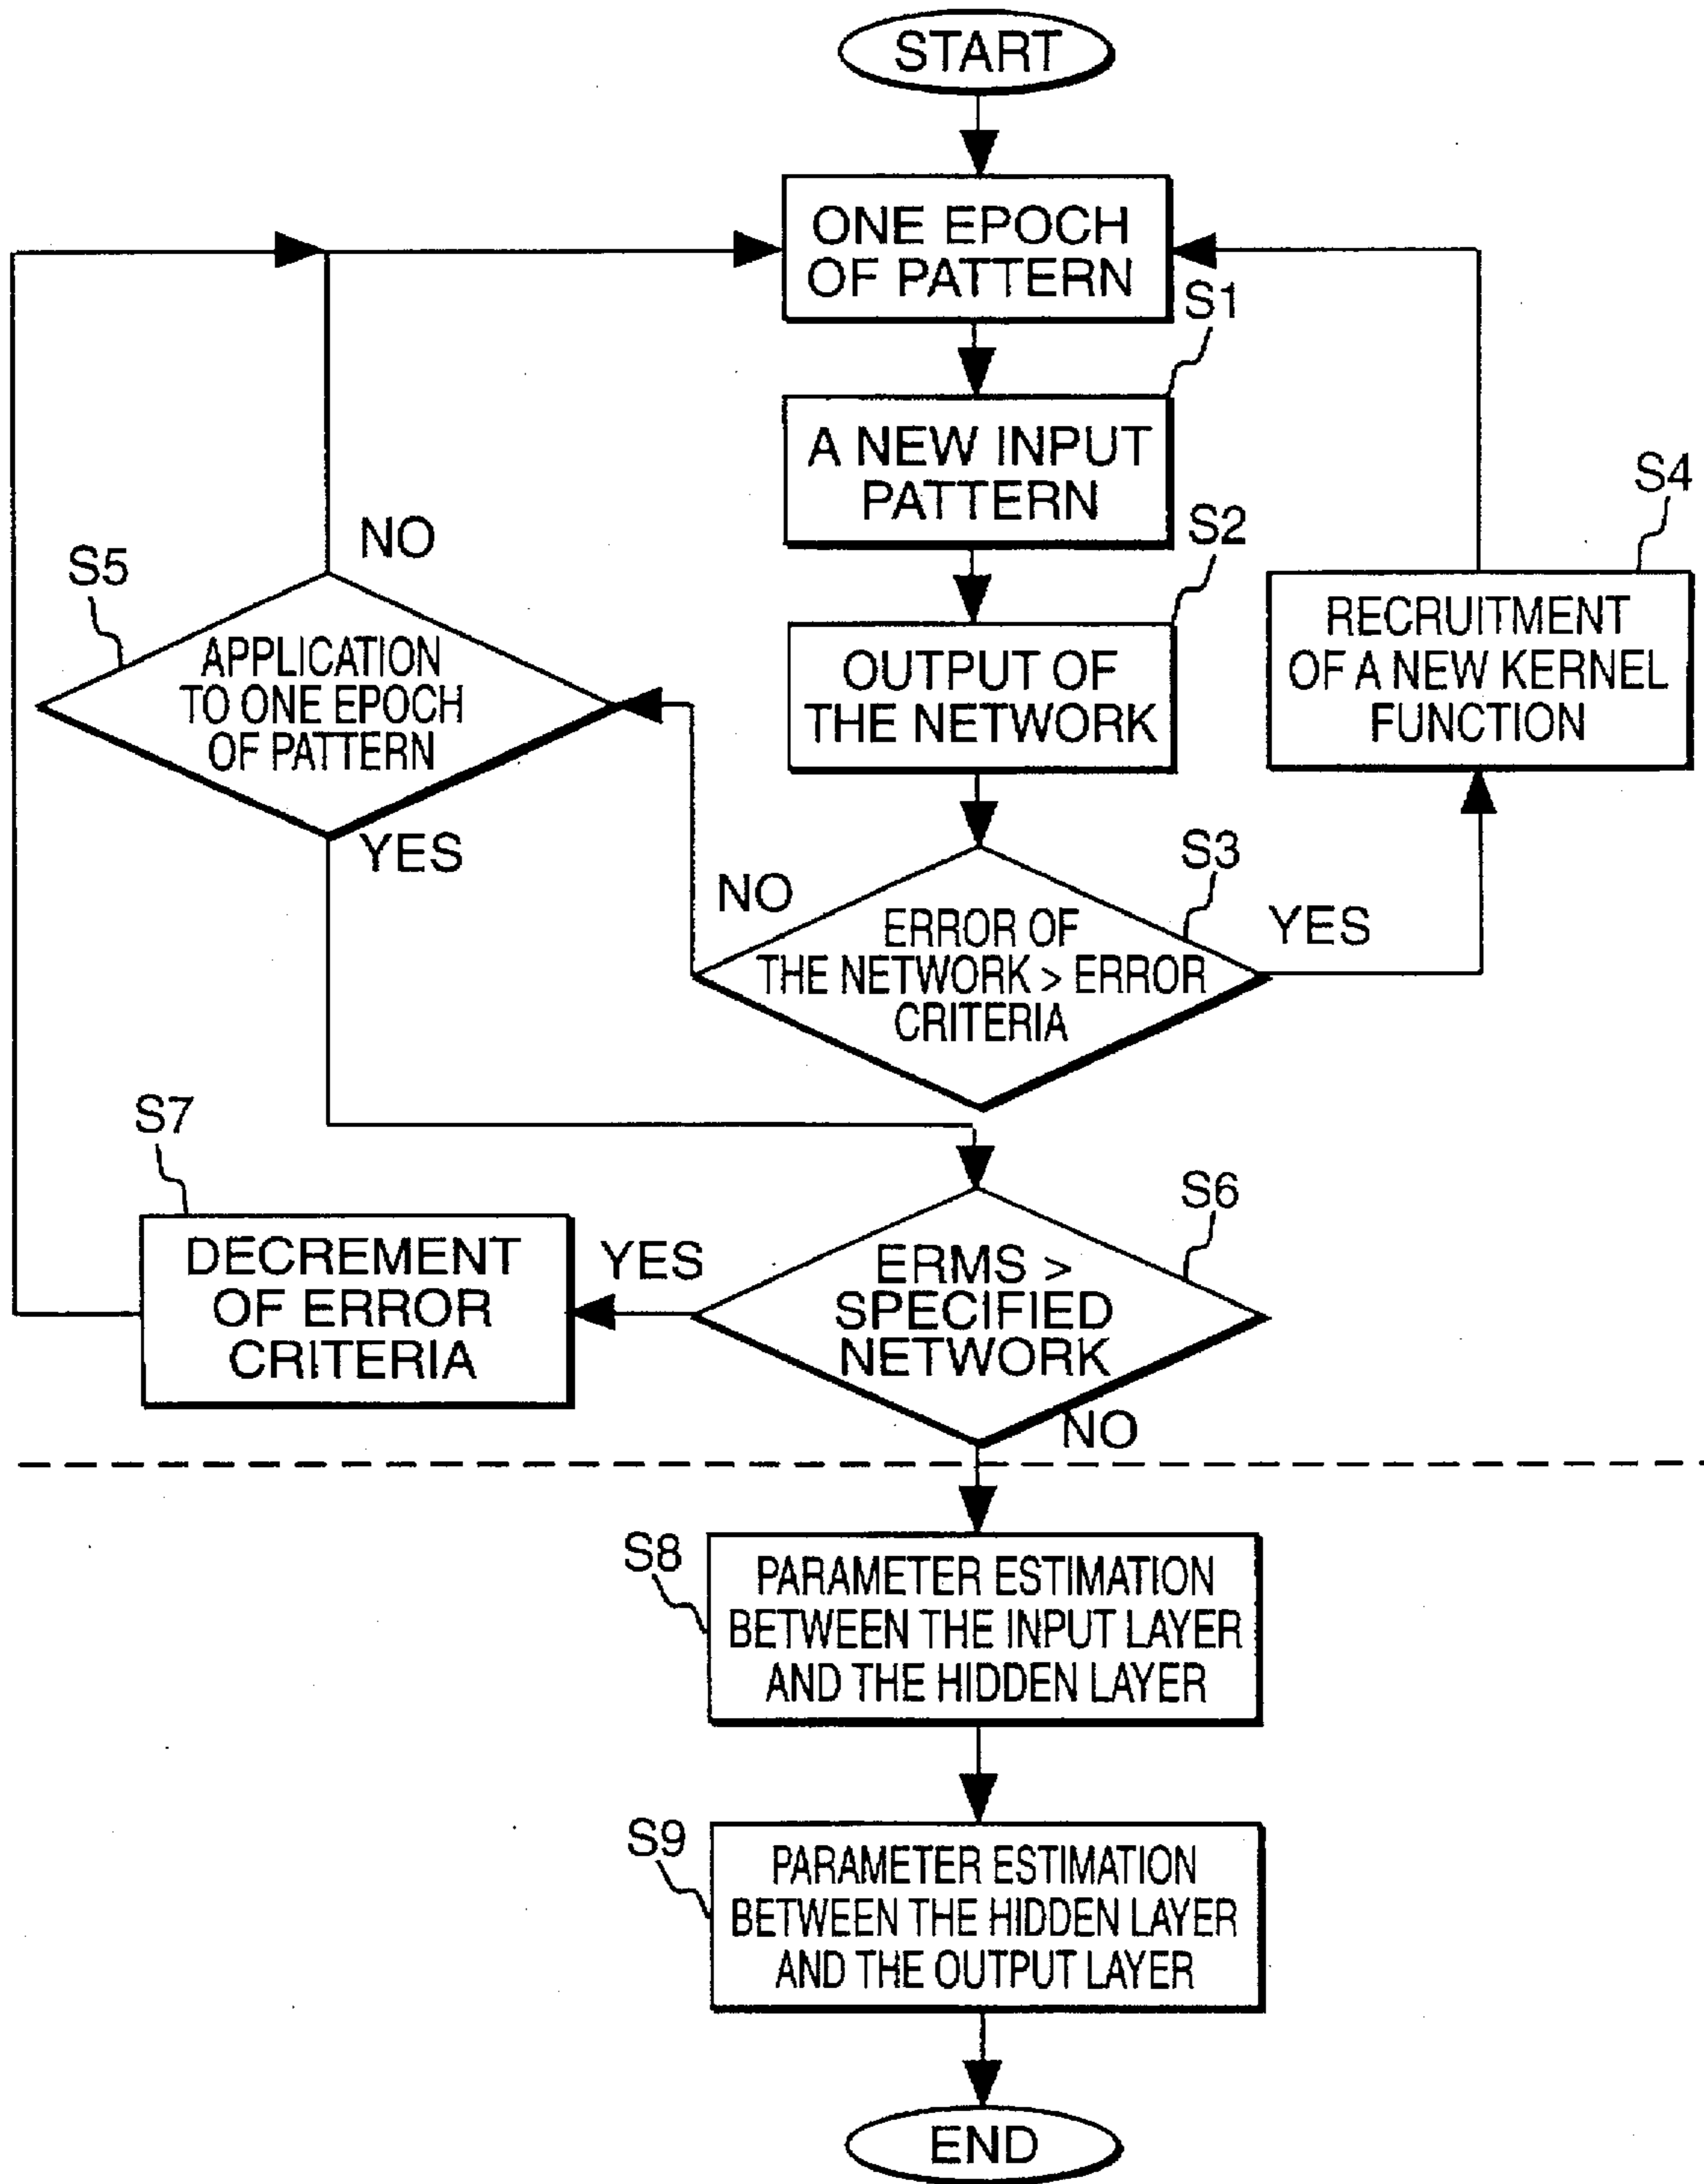 START
ONE EPOCH
OF PATTERN
S1
A NEW INPUT
PATTERN
S2
OUTPUT OF
THE NETWORK
S4
RECRUITMENT
OF A NEW KERNEL
FUNCTION
S5
NO
APPLICATION
TO ONE EPOCH
OF PATTERN
YES
S3
NO
ERROR OF
THE NETWORK > ERROR
CRITERIA
YES
S7
DECREMENT
OF ERROR
CRITERIA
YES
S6
ERMS >
SPECIFIED
NETWORK
NO
S8
PARAMETER ESTIMATION
BETWEEN THE INPUT LAYER
AND THE HIDDEN LAYER
S9
PARAMETER ESTIMATION
BETWEEN THE HIDDEN LAYER
AND THE OUTPUT LAYER
END